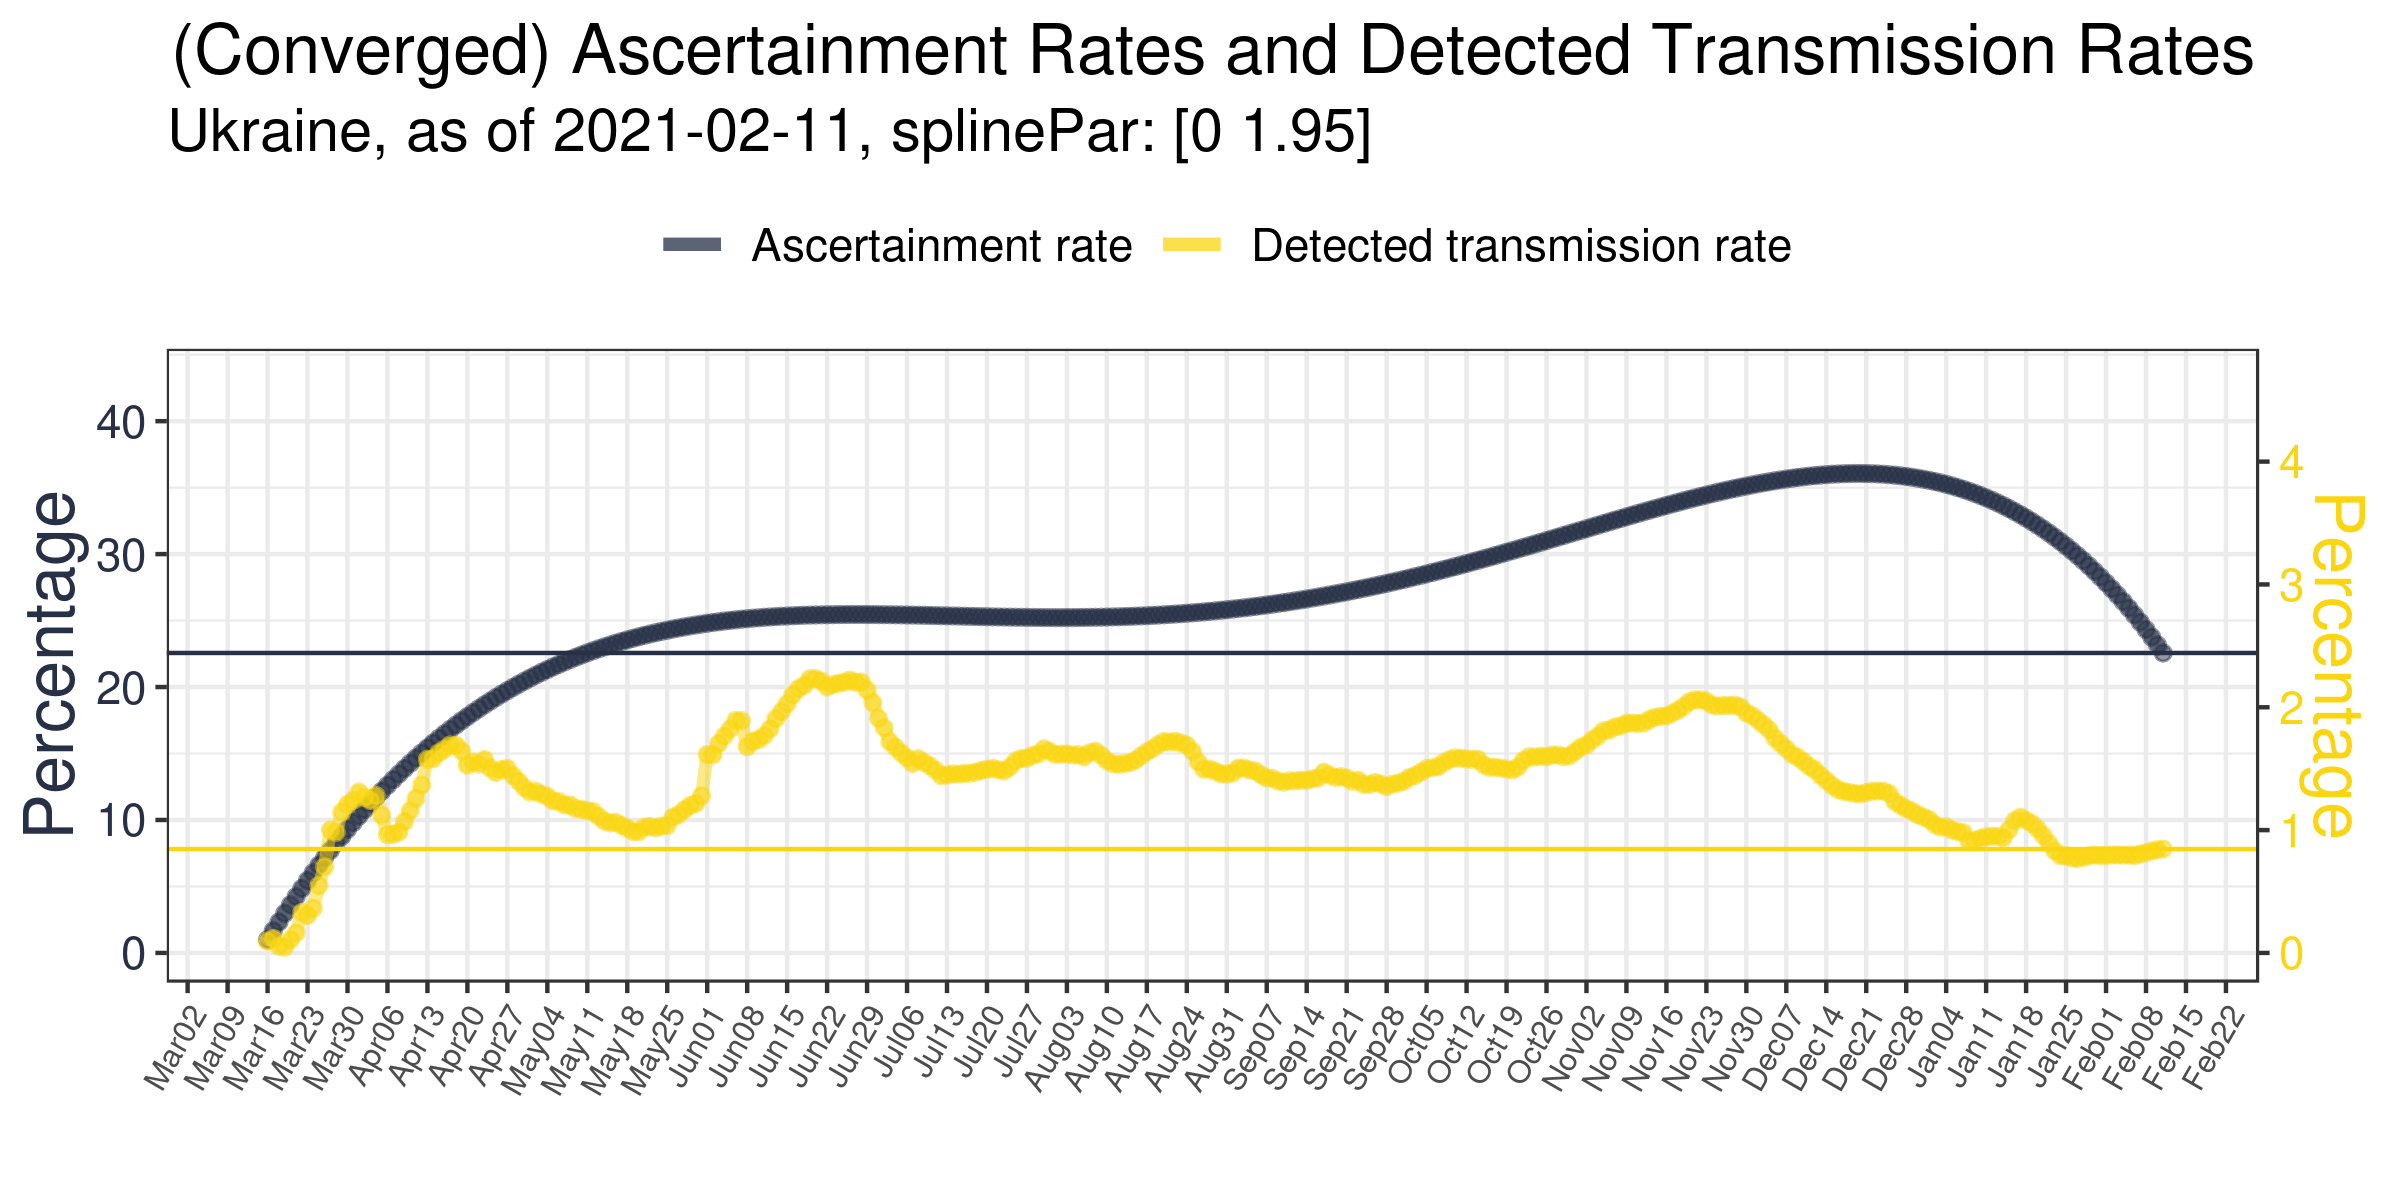 (Converged) Ascertainment Rates and Detected Transmission Rates
Ukraine, as of 2021-02-11, splinePar: [0 1.95]
Ascertainment rate
Detected transmission rate
Percentage
40
30
20
10
0
4
3
2
1
0
Percentage
Mar02
Mar09
Mar16
Mar23
Mar30
Apr06
Apr13
Apr20
Apr27
May04
May11
May18
May25
Jun01
Jun08
Jun15
Jun22
Jun29
Jul06
Jul13
Jul20
Jul27
Aug03
Aug10
Aug17
Aug24
Aug31
Sep07
Sep14
Sep21
Sep28
Oct05
Oct12
Oct19
Oct26
Nov02
Nov09
Nov16
Nov23
Nov30
Dec07
Dec14
Dec21
Dec28
Jan04
Jan11
Jan18
Jan25
Feb01
Feb08
Feb15
Feb22